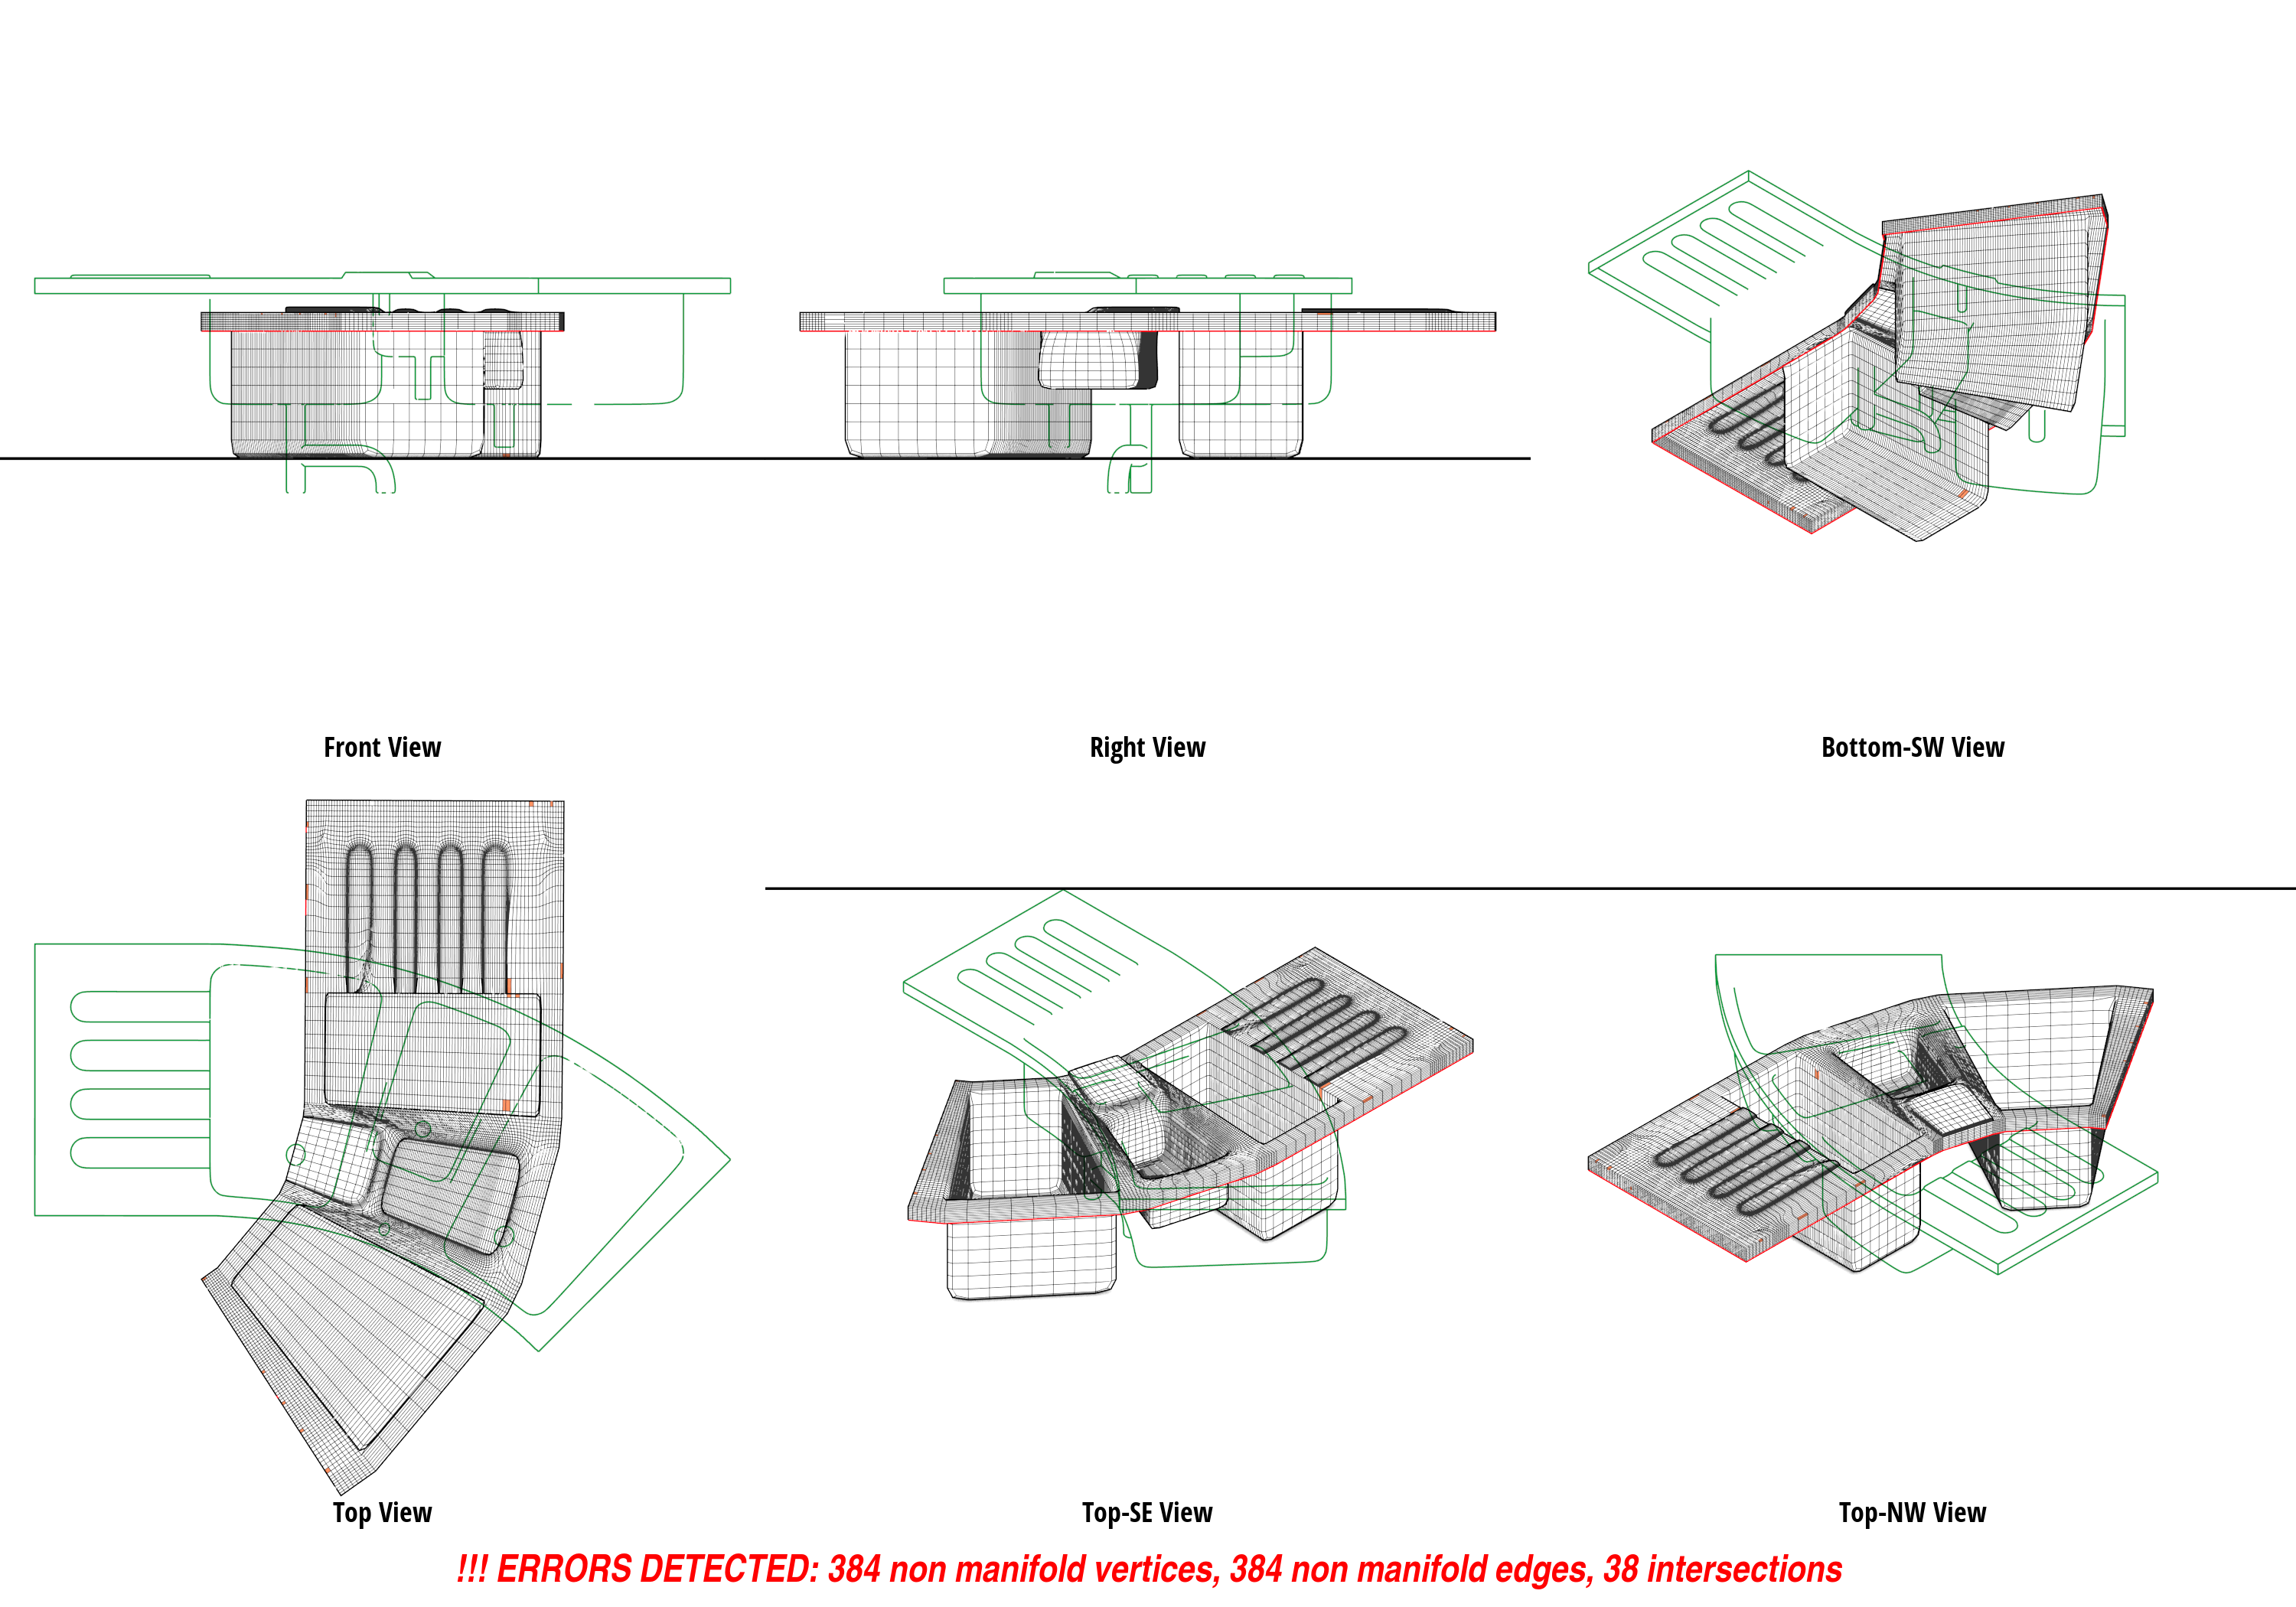 Front View
Right View
Bottom-SW View
Top View
Top-SE View
Top-NW View
!!! ERRORS DETECTED: 384 non manifold vertices, 384 non manifold edges, 38 intersections